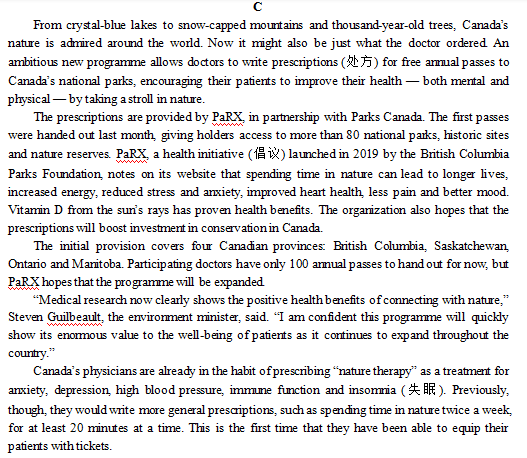 C
From crystal-blue lakes to snow-capped mountains and thousand-year-old trees, Canada's
nature is admired around the world. Now it might also be just what the doctor ordered. An
ambitious new programme allows doctors to write prescriptions (处方) for free annual passes to
Canada's national parks, encouraging their patients to improve their health — both mental and
physical — by taking a stroll in nature.
The prescriptions are provided by PaRX, in partnership with Parks Canada. The first passes
were handed out last month, giving holders access to more than 80 national parks, historic sites
and nature reserves. PaRX, a health initiative (倡议) launched in 2019 by the British Columbia
Parks Foundation, notes on its website that spending time in nature can lead to longer lives,
increased energy, reduced stress and anxiety, improved heart health, less pain and better mood.
Vitamin D from the sun's rays has proven health benefits. The organization also hopes that the
prescriptions will boost investment in conservation in Canada.
The initial provision covers four Canadian provinces: British Columbia, Saskatchewan,
Ontario and Manitoba. Participating doctors have only 100 annual passes to hand out for now, but
PaRX hopes that the programme will be expanded.
“Medical research now clearly shows the positive health benefits of connecting with nature,”
Steven Guilbeault, the environment minister, said. “I am confident this programme will quickly
show its enormous value to the well-being of patients as it continues to expand throughout the
country.”
Canada's physicians are already in the habit of prescribing “nature therapy” as a treatment for
anxiety, depression, high blood pressure, immune function and insomnia (失眠). Previously,
though, they would write more general prescriptions, such as spending time in nature twice a week,
for at least 20 minutes at a time. This is the first time that they have been able to equip their
patients with tickets.